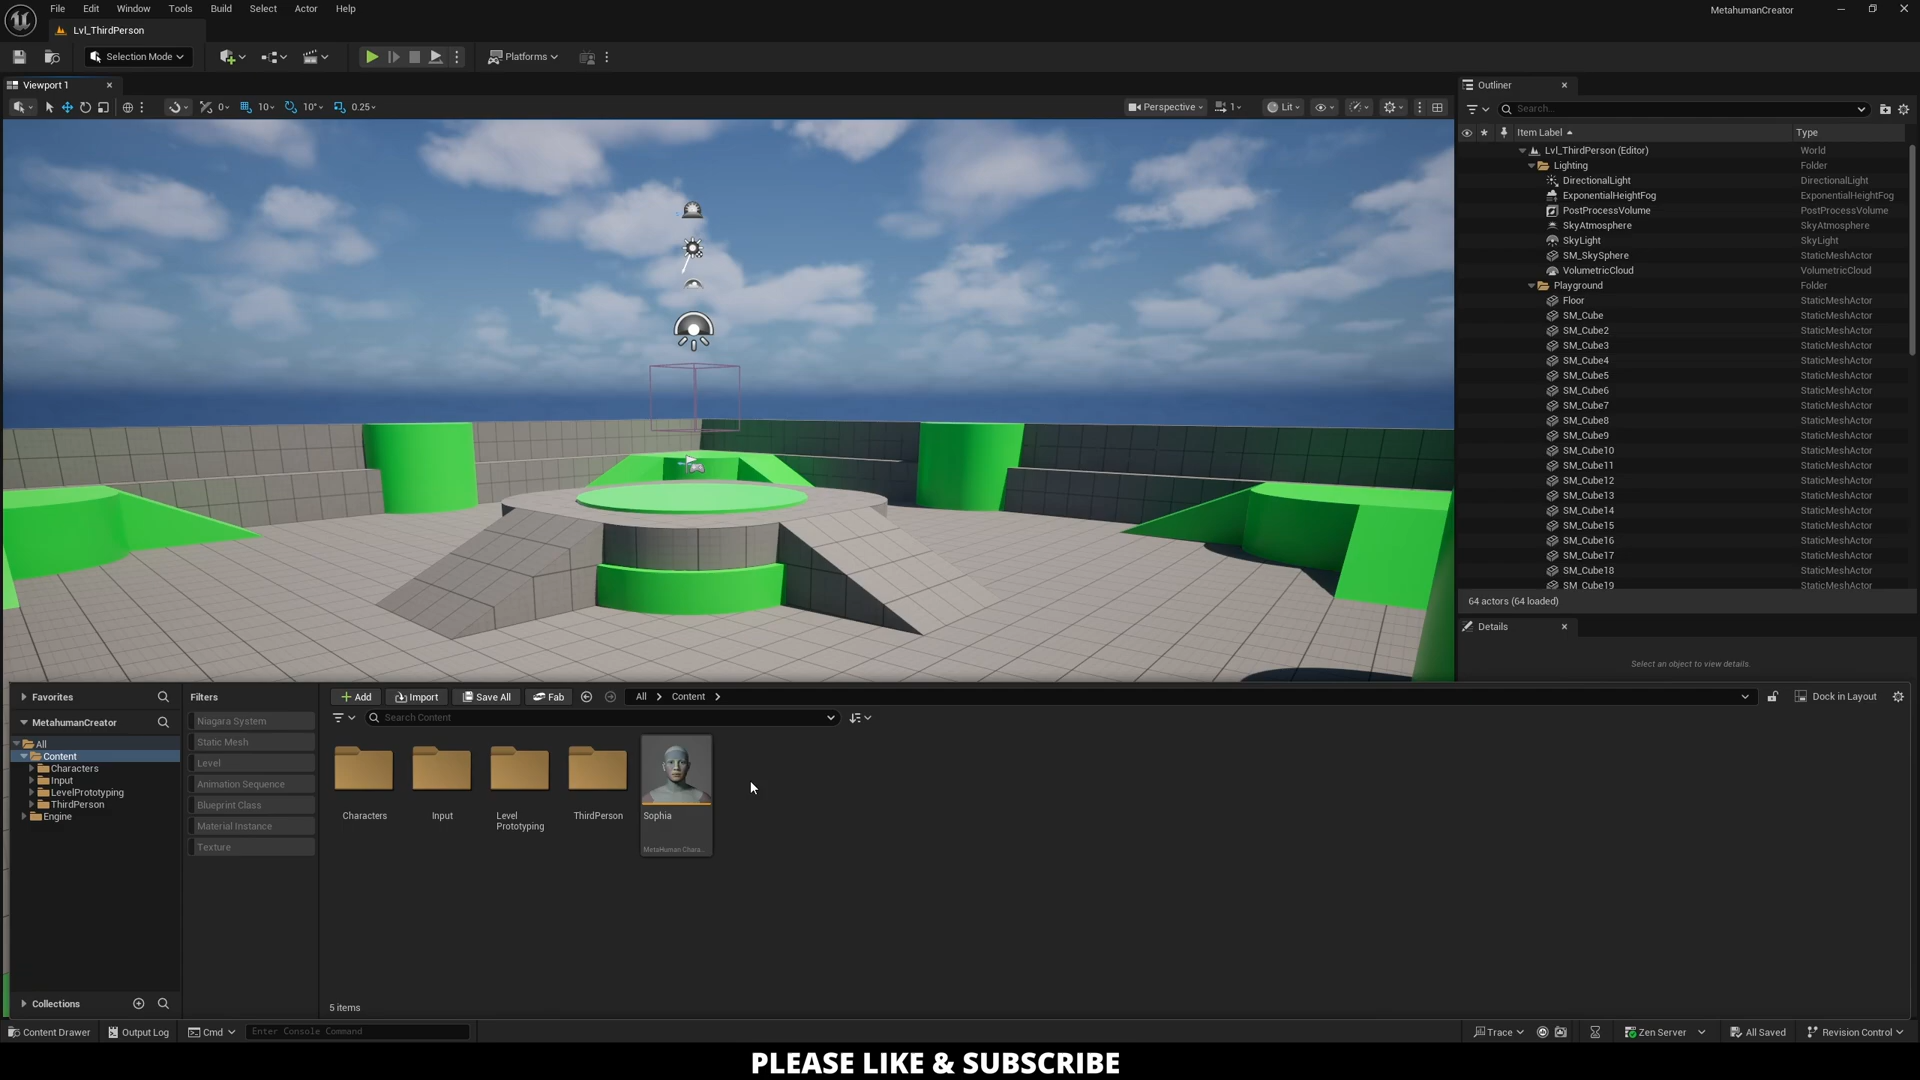 File Edit Window Tools Build Select Actor Help
MetahumanCreator
Lvl_ThirdPerson
Selection Mode
Platforms
Viewport 1
0
10
10°
0.25
Perspective
1
Lit
Outliner
Search...
Item Label
Type
Lvl_ThirdPerson (Editor) World
Lighting Folder
DirectionalLight DirectionalLight
ExponentialHeightFog ExponentialHeightFog
PostProcessVolume PostProcessVolume
SkyAtmosphere SkyAtmosphere
SkyLight SkyLight
SM_SkySphere StaticMeshActor
VolumetricCloud VolumetricCloud
Playground Folder
Floor StaticMeshActor
SM_Cube StaticMeshActor
SM_Cube2 StaticMeshActor
SM_Cube3 StaticMeshActor
SM_Cube4 StaticMeshActor
SM_Cube5 StaticMeshActor
SM_Cube6 StaticMeshActor
SM_Cube7 StaticMeshActor
SM_Cube8 StaticMeshActor
SM_Cube9 StaticMeshActor
SM_Cube10 StaticMeshActor
SM_Cube11 StaticMeshActor
SM_Cube12 StaticMeshActor
SM_Cube13 StaticMeshActor
SM_Cube14 StaticMeshActor
SM_Cube15 StaticMeshActor
SM_Cube16 StaticMeshActor
SM_Cube17 StaticMeshActor
SM_Cube18 StaticMeshActor
SM_Cube19 StaticMeshActor
64 actors (64 loaded)
Details
Select an object to view details.
Favorites
MetahumanCreator
All
Content
Characters
Input
LevelPrototyping
ThirdPerson
Engine
Collections
Filters
Niagara System
Static Mesh
Level
Animation Sequence
Blueprint Class
Material Instance
Texture
Add Import Save All Fab All Content
Dock in Layout
Search Content
Characters
Input
Level
Prototyping
ThirdPerson
Sophia
MetaHuman Chara...
5 items
Content Drawer Output Log Cmd Enter Console Command
Trace Zen Server All Saved Revision Control
PLEASE LIKE & SUBSCRIBE